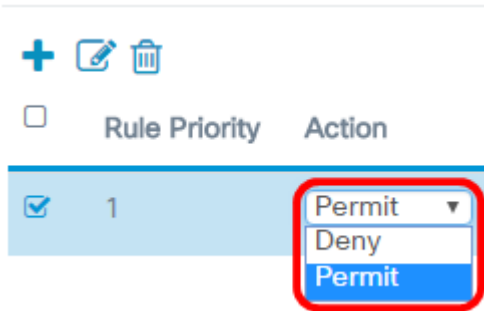 Rule Priority Action
1 Permit
Deny
Permit